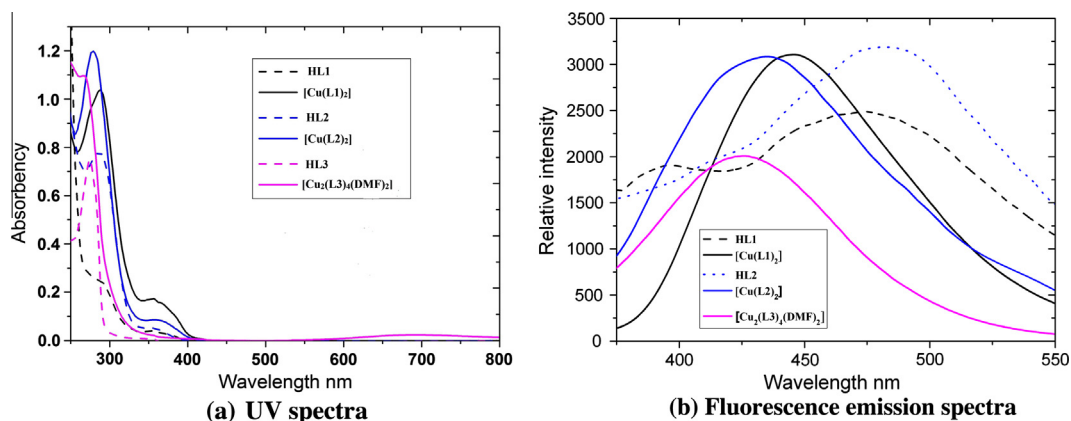 1.2
1.0
0.8
0.6
0.4
0.2
0.0
Absorbency
HL1
[Cu(L1)₂]
HL2
[Cu(L2)₂]
HL3
[Cu₂(L3)₄(DMF)₂]
300 400 500 600 700 800
Wavelength nm
(a) UV spectra
3500
3000
2500
2000
1500
1000
500
0
Relative intensity
HL1
[Cu(L1)₂]
HL2
[Cu(L2)₂]
[Cu₂(L3)₄(DMF)₂]
400 450 500 550
Wavelength nm
(b) Fluorescence emission spectra